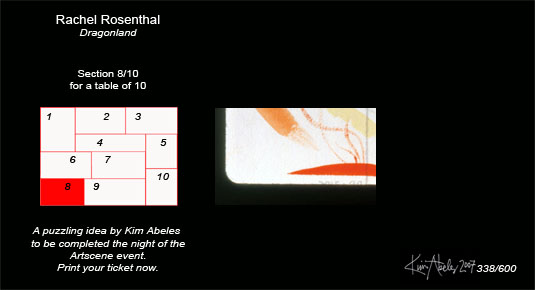 Rachel Rosenthal
Dragonland
Section 8/10
for a table of 10
1 2 3
4 5
6 7
8 9 10
A puzzling idea by Kim Abeles
to be completed the night of the
Artscene event.
Print your ticket now.
Kim Abeles 2007 338/600